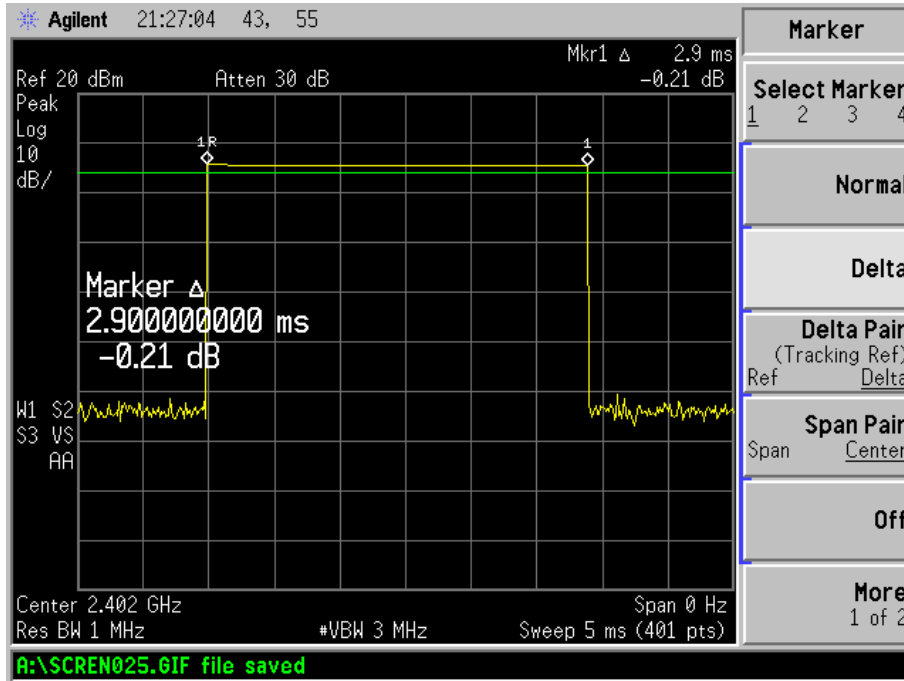 Agilent 21:27:04 43, 55
Marker
Mkr1 Δ 2.9 ms
Ref 20 dBm Atten 30 dB -0.21 dB
Peak
Log
10
dB/
1R
1
Marker Δ
2.900000000 ms
-0.21 dB
W1 S2
S3 VS
AA
Center 2.402 GHz Span 0 Hz
Res BW 1 MHz #VBW 3 MHz Sweep 5 ms (401 pts)
A:\SCREN025.GIF file saved
Select Marker
1 2 3 4
Normal
Delta
Delta Pair
(Tracking Ref)
Ref Delta
Span Pair
Span Center
Off
More
1 of 2